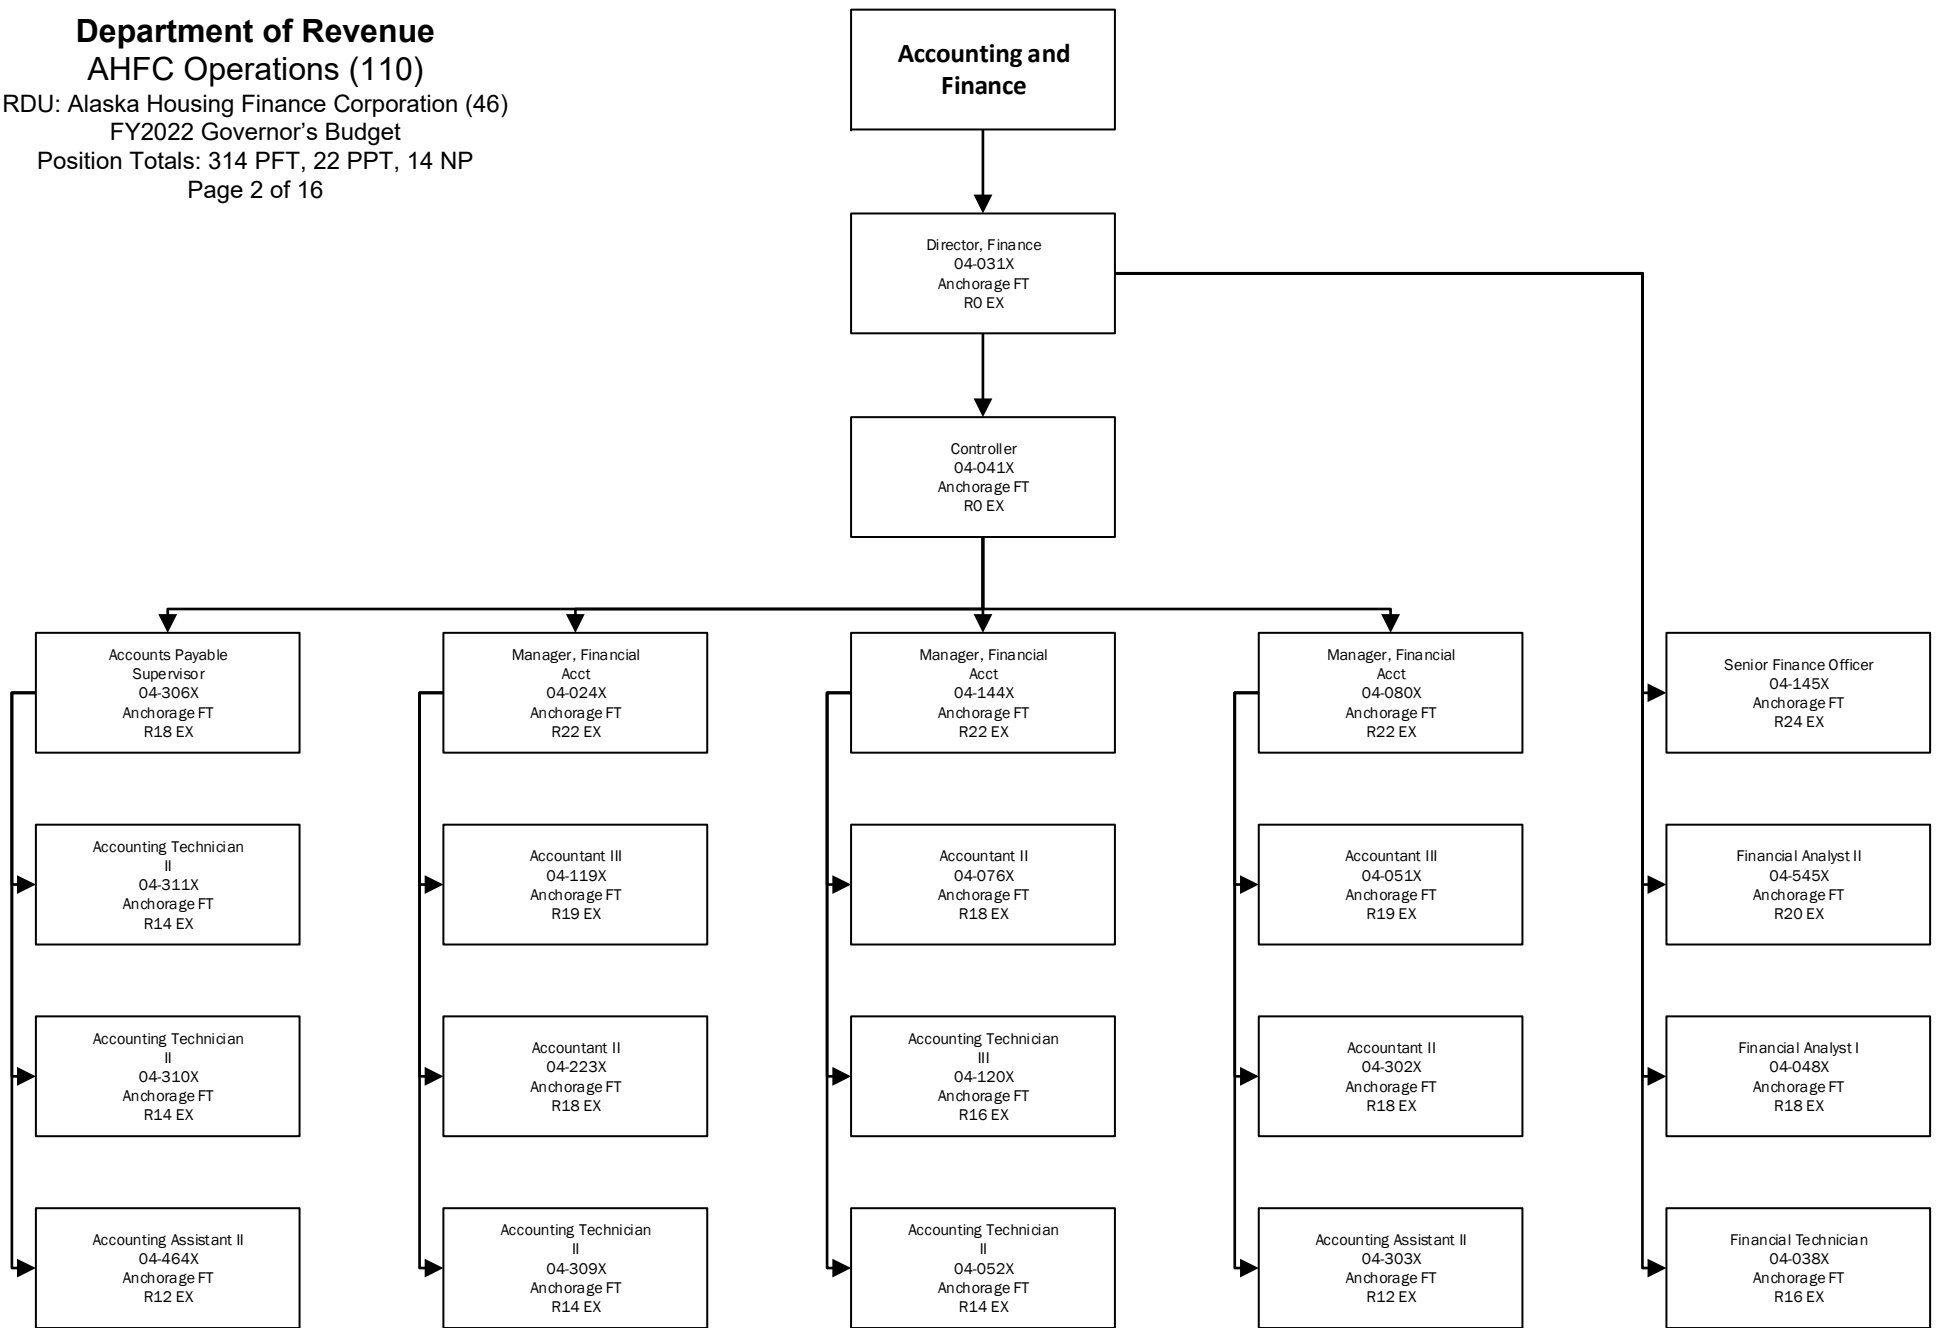 Department of Revenue
AHFC Operations (110)
RDU: Alaska Housing Finance Corporation (46)
FY2022 Governor's Budget
Position Totals: 314 PFT, 22 PPT, 14 NP
Page 2 of 16
Accounting and
Finance
Director, Finance
04-031X
Anchorage FT
R0 EX
Controller
04-041X
Anchorage FT
R0 EX
Accounts Payable
Supervisor
04-306X
Anchorage FT
R18 EX
Manager, Financial
Acct
04-024X
Anchorage FT
R22 EX
Manager, Financial
Acct
04-144X
Anchorage FT
R22 EX
Manager, Financial
Acct
04-080X
Anchorage FT
R22 EX
Senior Finance Officer
04-145X
Anchorage FT
R24 EX
Accounting Technician
II
04-311X
Anchorage FT
R14 EX
Accountant III
04-119X
Anchorage FT
R19 EX
Accountant II
04-076X
Anchorage FT
R18 EX
Accountant III
04-051X
Anchorage FT
R19 EX
Financial Analyst II
04-545X
Anchorage FT
R20 EX
Accounting Technician
II
04-310X
Anchorage FT
R14 EX
Accountant II
04-223X
Anchorage FT
R18 EX
Accounting Technician
III
04-120X
Anchorage FT
R16 EX
Accountant II
04-302X
Anchorage FT
R18 EX
Financial Analyst I
04-048X
Anchorage FT
R18 EX
Accounting Assistant II
04-464X
Anchorage FT
R12 EX
Accounting Technician
II
04-309X
Anchorage FT
R14 EX
Accounting Technician
II
04-052X
Anchorage FT
R14 EX
Accounting Assistant II
04-303X
Anchorage FT
R12 EX
Financial Technician
04-038X
Anchorage FT
R16 EX